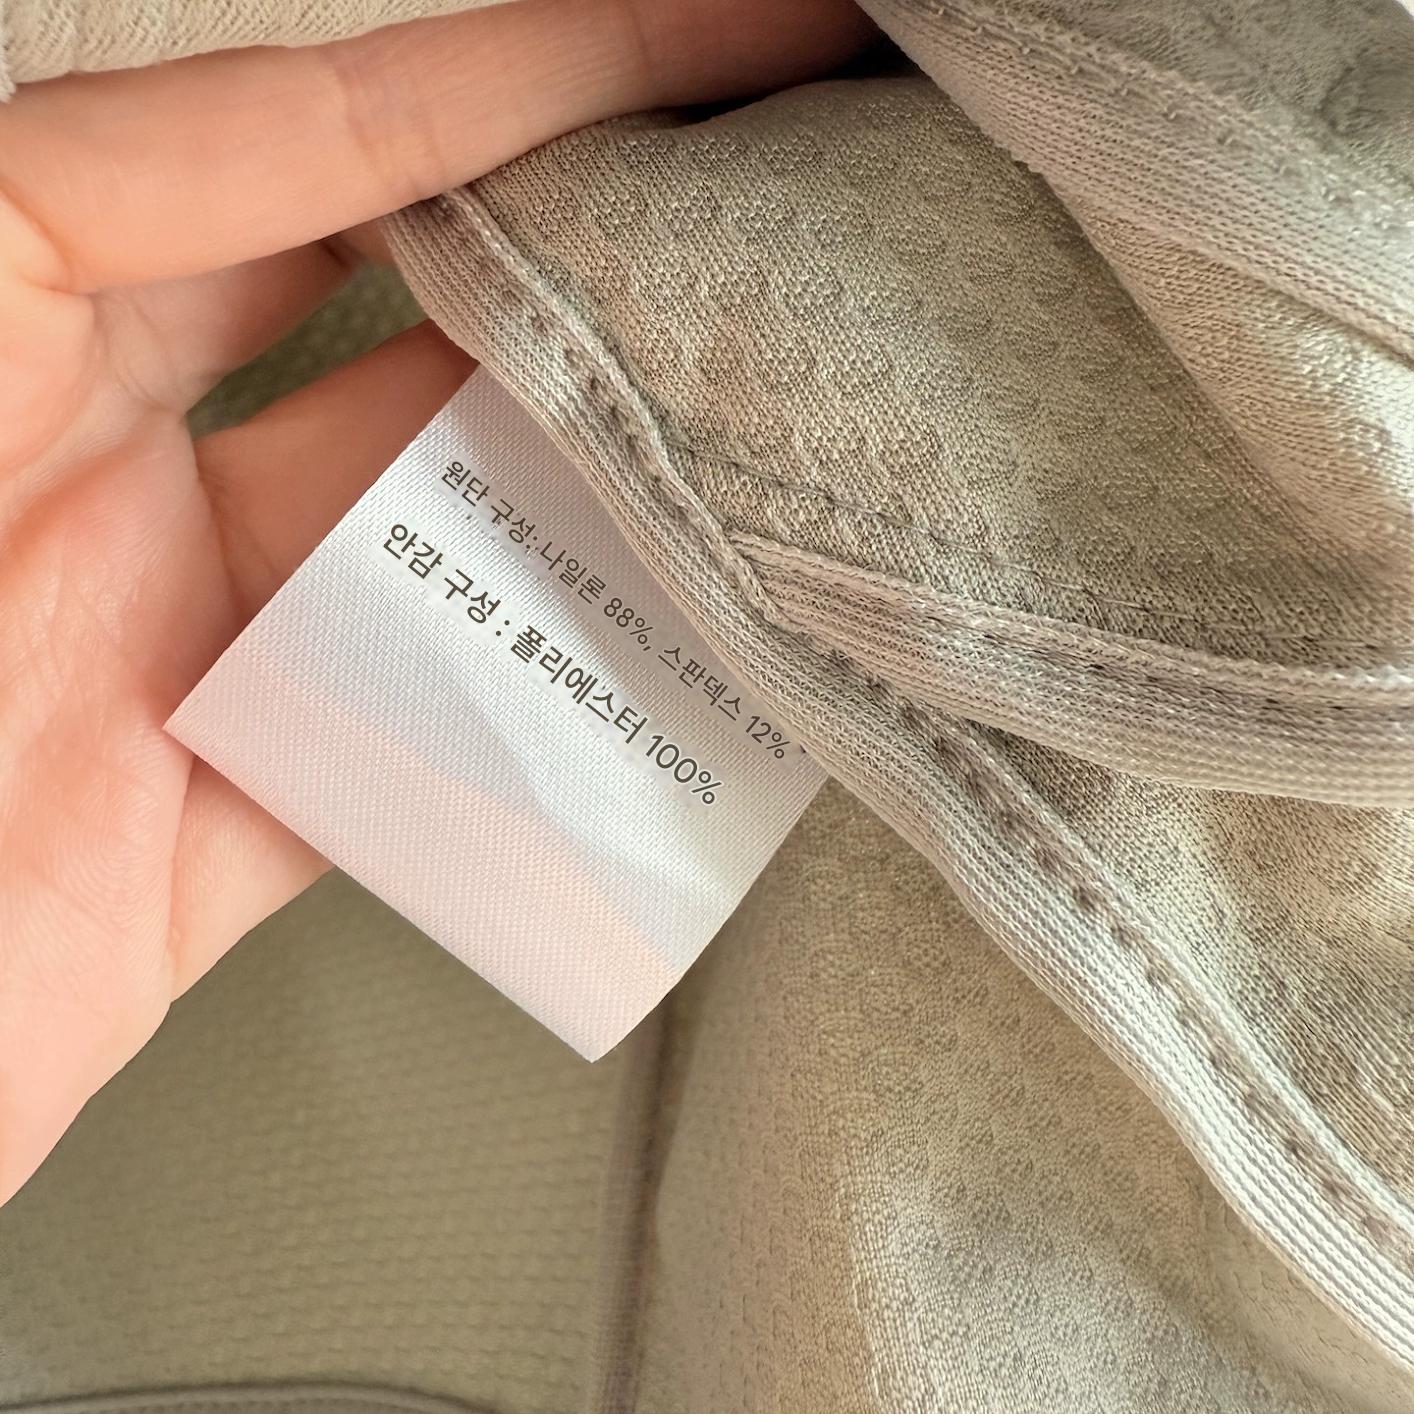 원단 구성: 나일론 88%, 스판덱스 12%
안감 구성 : 폴리에스터 100%